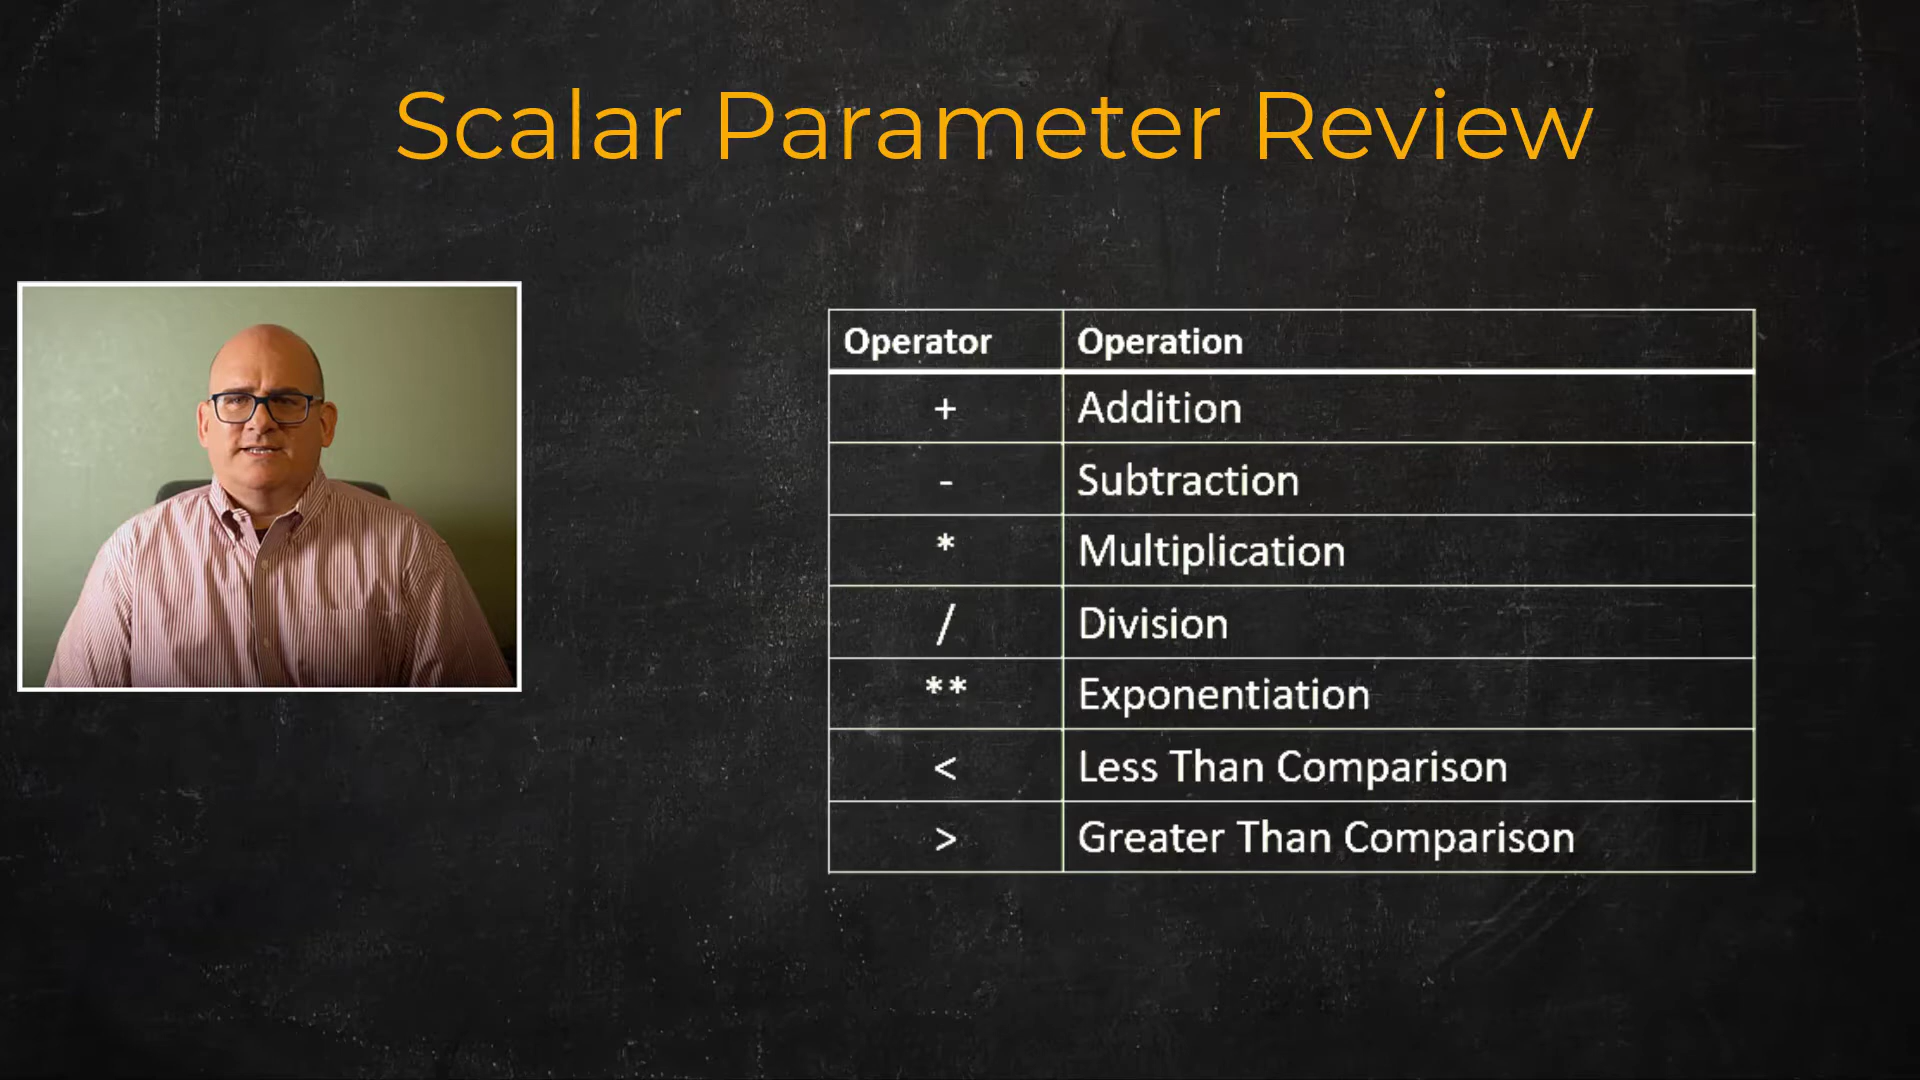 Scalar Parameter Review
Operator Operation
+ Addition
- Subtraction
* Multiplication
/ Division
** Exponentiation
< Less Than Comparison
> Greater Than Comparison